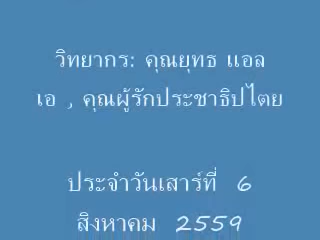 วิทยากร: คุณยุทธ แอล
เอ , คุณผู้รักประชาธิปไตย
ประจำวันเสาร์ที่ 6
สิงหาคม 2559